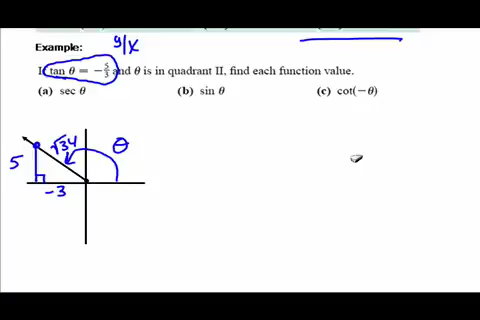 y/x
Example:
If tan θ = −5/3 and θ is in quadrant II, find each function value.
(a) sec θ (b) sin θ (c) cot(−θ)
√34 θ
5
−3